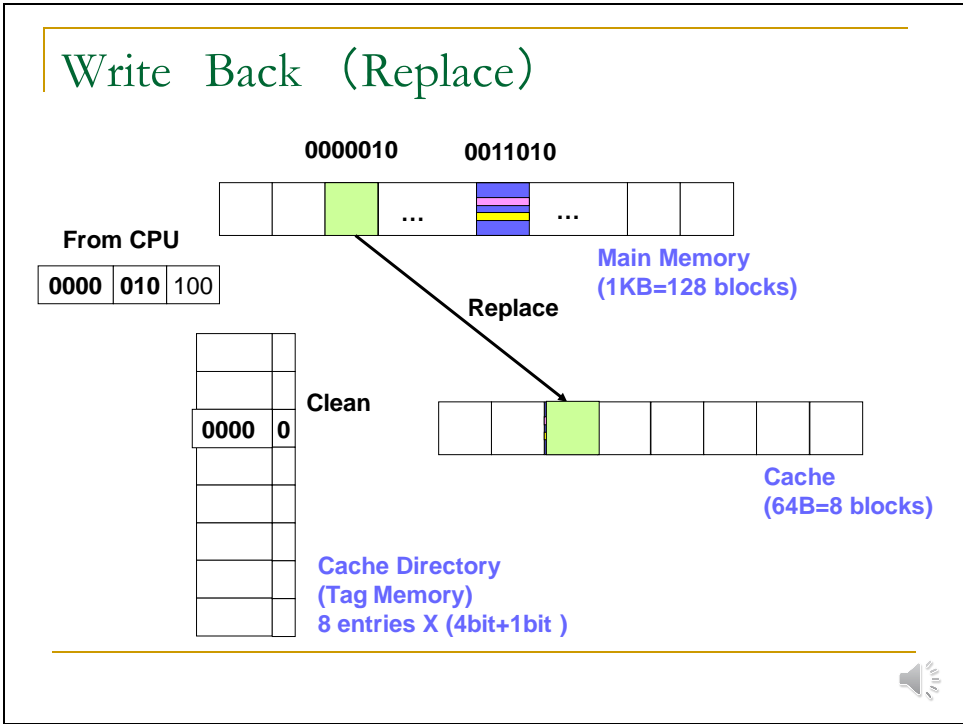 Write Back （Replace）
0000010 0011010
... ...
From CPU
0000 010 100
Main Memory
(1KB=128 blocks)
Replace
Clean
0000 0
Cache
(64B=8 blocks)
Cache Directory
(Tag Memory)
8 entries X (4bit+1bit )